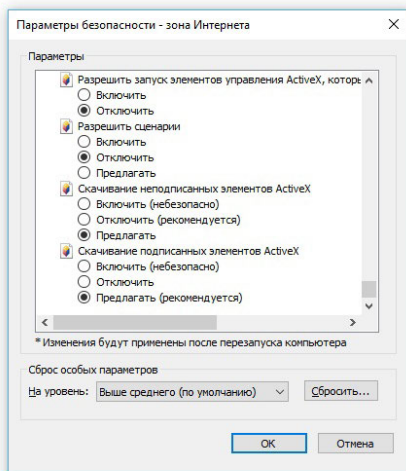 Параметры безопасности - зона Интернета
Параметры
Разрешить запуск элементов управления ActiveX, которы
Включить
Отключить
Разрешить сценарии
Включить
Отключить
Предлагать
Скачивание неподписанных элементов ActiveX
Включить (небезопасно)
Отключить (рекомендуется)
Предлагать
Скачивание подписанных элементов ActiveX
Включить (небезопасно)
Отключить
Предлагать (рекомендуется)
* Изменения будут применены после перезапуска компьютера
Сброс особых параметров
На уровень: Выше среднего (по умолчанию) Сбросить...
OK Отмена